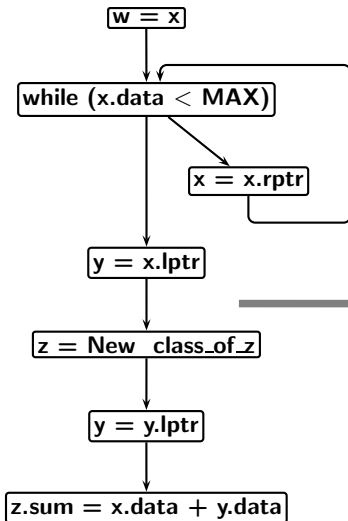 w = x
while (x.data < MAX)
x = x.rptr
y = x.lptr
z = New class_of_z
y = y.lptr
z.sum = x.data + y.data